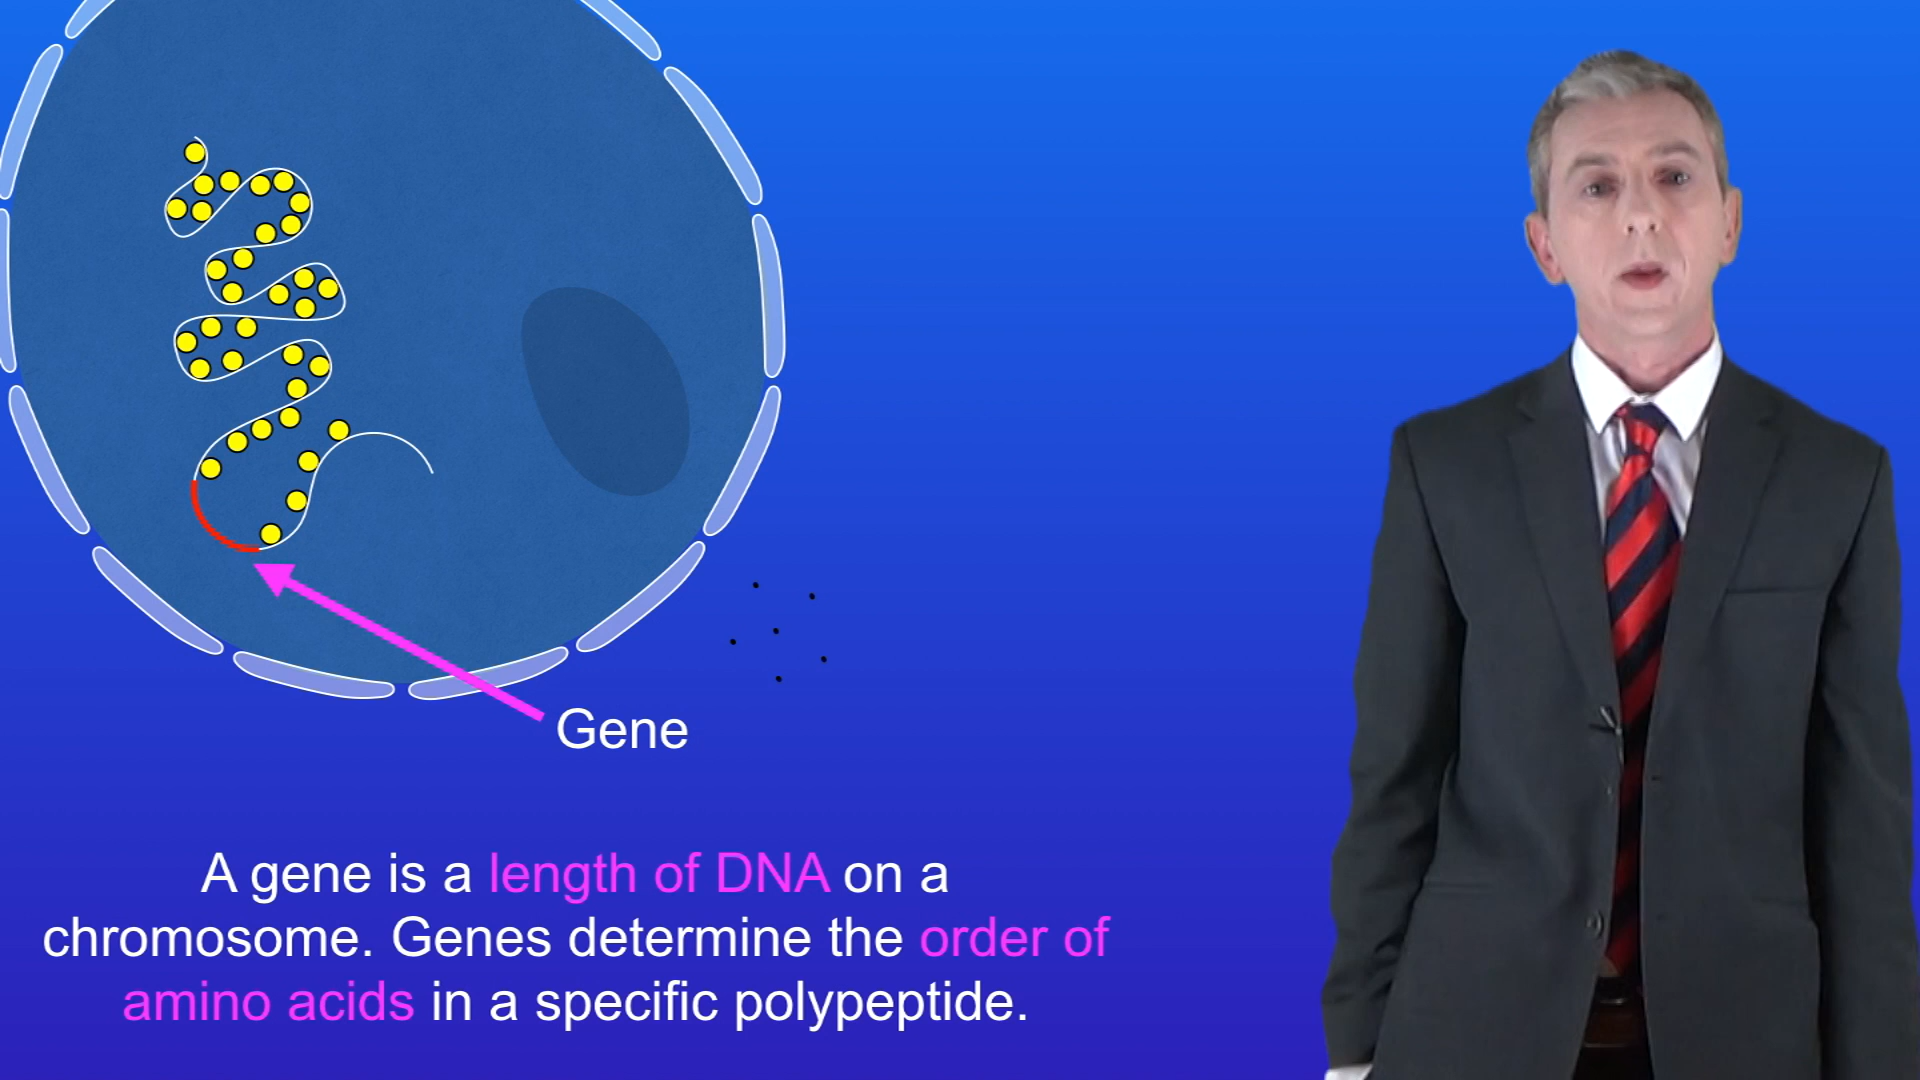 Gene
A gene is a length of DNA on a
chromosome. Genes determine the order of
amino acids in a specific polypeptide.